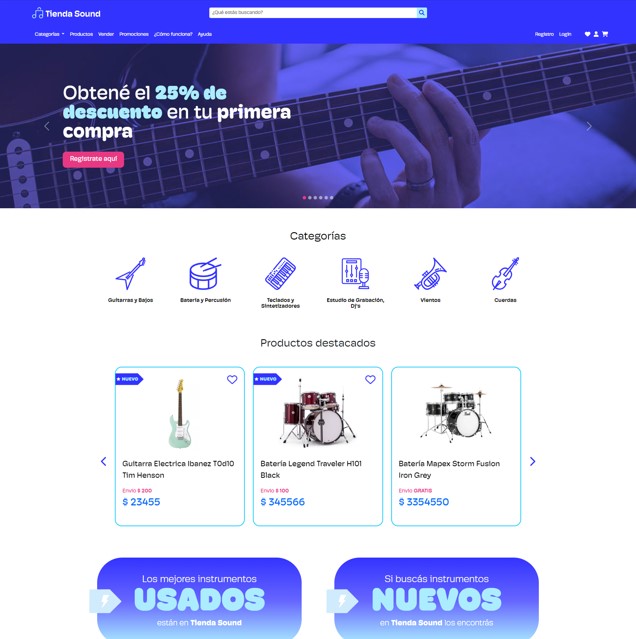 Tienda Sound
¿Qué estás buscando?
Categorías Productos Vender Promociones ¿Cómo funciona? Ayuda
Registro Login
Obtené el 25% de
descuento en tu primera
compra
Registrate aquí
Categorías
Guitarras y Bajos
Batería y Percusión
Teclados y
Sintetizadores
Estudio de Grabación,
Dj's
Vientos
Cuerdas
Productos destacados
NUEVO
Guitarra Electrica Ibanez T0d10
Tim Henson
Envío $ 200
$ 23455
NUEVO
Batería Legend Traveler H101
Black
Envío $ 100
$ 345566
Batería Mapex Storm Fusion
Iron Grey
Envío GRATIS
$ 3354550
Los mejores instrumentos
USADOS
están en Tienda Sound
Si buscás instrumentos
NUEVOS
en Tienda Sound los encontrás